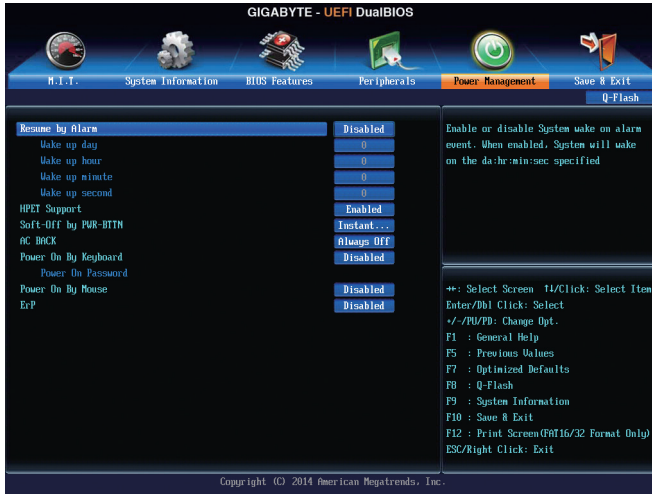 GIGABYTE - UEFI DualBIOS
M.I.T. System Information BIOS Features Peripherals Power Management Save & Exit
Q-Flash
Resume by Alarm Disabled
Wake up day 0
Wake up hour 0
Wake up minute 0
Wake up second 0
HPET Support Enabled
Soft-Off by PWR-BTTN Instant...
AC BACK Always Off
Power On By Keyboard Disabled
Power On Password
Power On By Mouse Disabled
ErP Disabled
Enable or disable System wake on alarm
event. When enabled, System will wake
on the da:hr:min:sec specified
↔: Select Screen ↑↓/Click: Select Item
Enter/Dbl Click: Select
+/-/PU/PD: Change Opt.
F1 : General Help
F5 : Previous Values
F7 : Optimized Defaults
F8 : Q-Flash
F9 : System Information
F10 : Save & Exit
F12 : Print Screen(FAT16/32 Format Only)
ESC/Right Click: Exit
Copyright (C) 2014 American Megatrends, Inc.